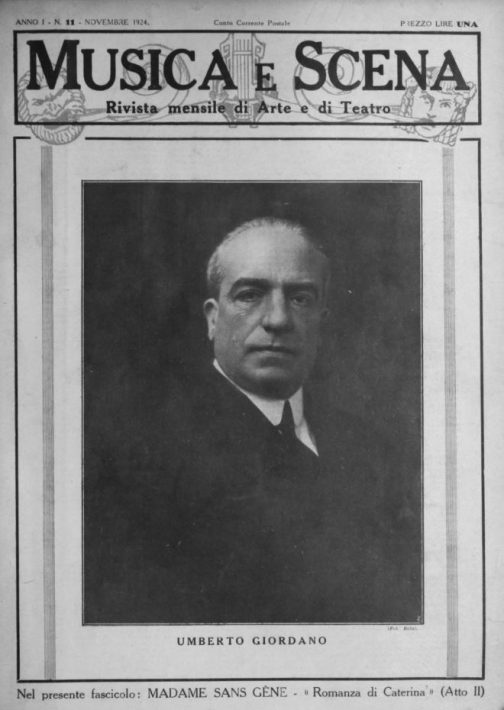 ANNO I - N. 11 - NOVEMBRE 1924. Conto Corrente Postale PREZZO LIRE UNA
MUSICA E SCENA
Rivista mensile di Arte e di Teatro
UMBERTO GIORDANO
Nel presente fascicolo: MADAME SANS GÊNE - "Romanza di Caterina" (Atto II)